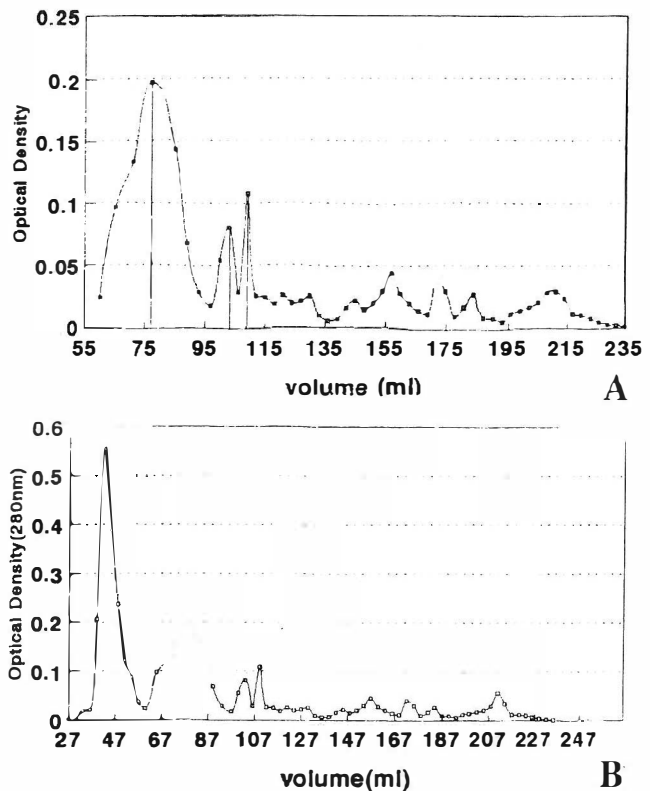 0.25
0.2
0.15
0.1
0.05
0
Optical Density
55 75 95 115 135 155 175 195 215 235
volume (ml)
A
0.6
0.5
0.4
0.3
0.2
0.1
0
Optical Density(280nm)
27 47 67 87 107 127 147 167 187 207 227 247
volume(ml)
B